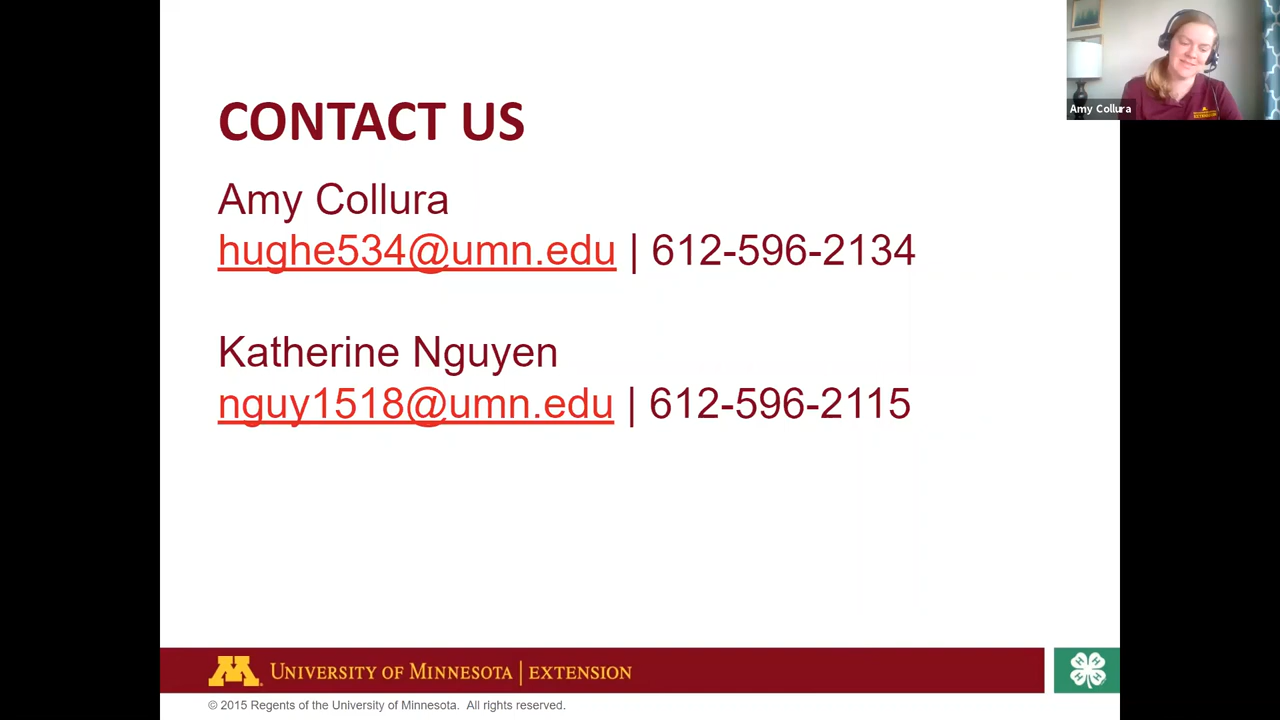 CONTACT US
Amy Collura
hughe534@umn.edu | 612-596-2134
Katherine Nguyen
nguy1518@umn.edu | 612-596-2115
Amy Collura
EXTENSION
M
UNIVERSITY OF MINNESOTA | EXTENSION
H H H H
© 2015 Regents of the University of Minnesota. All rights reserved.